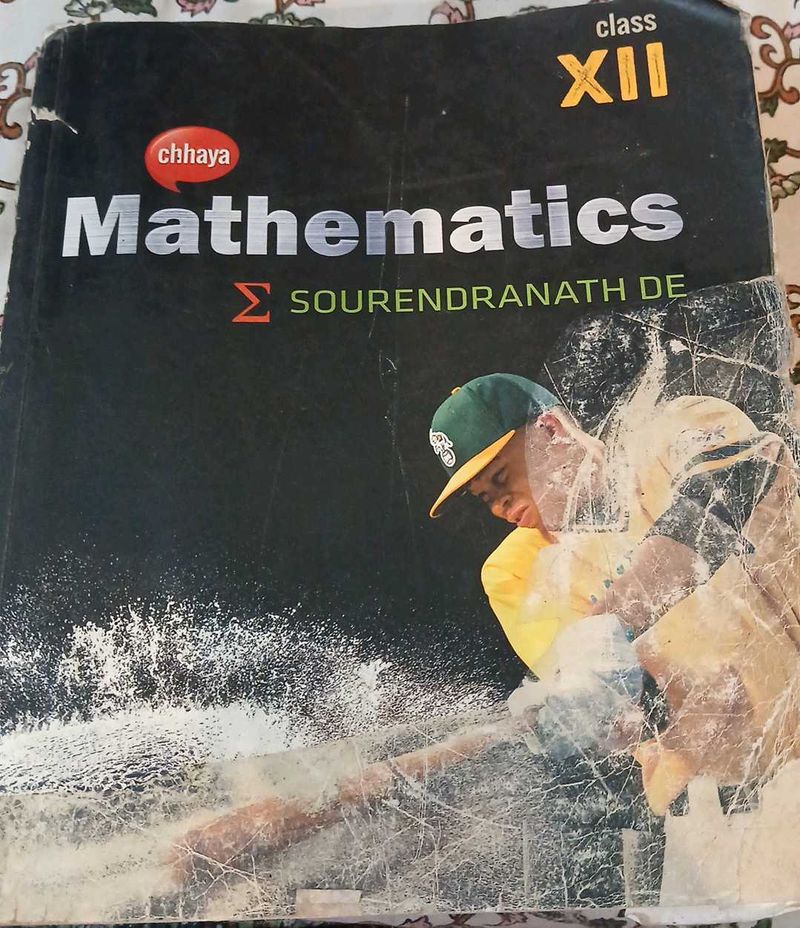 class
XII
chhaya
Mathematics
Σ SOURENDRANATH DE